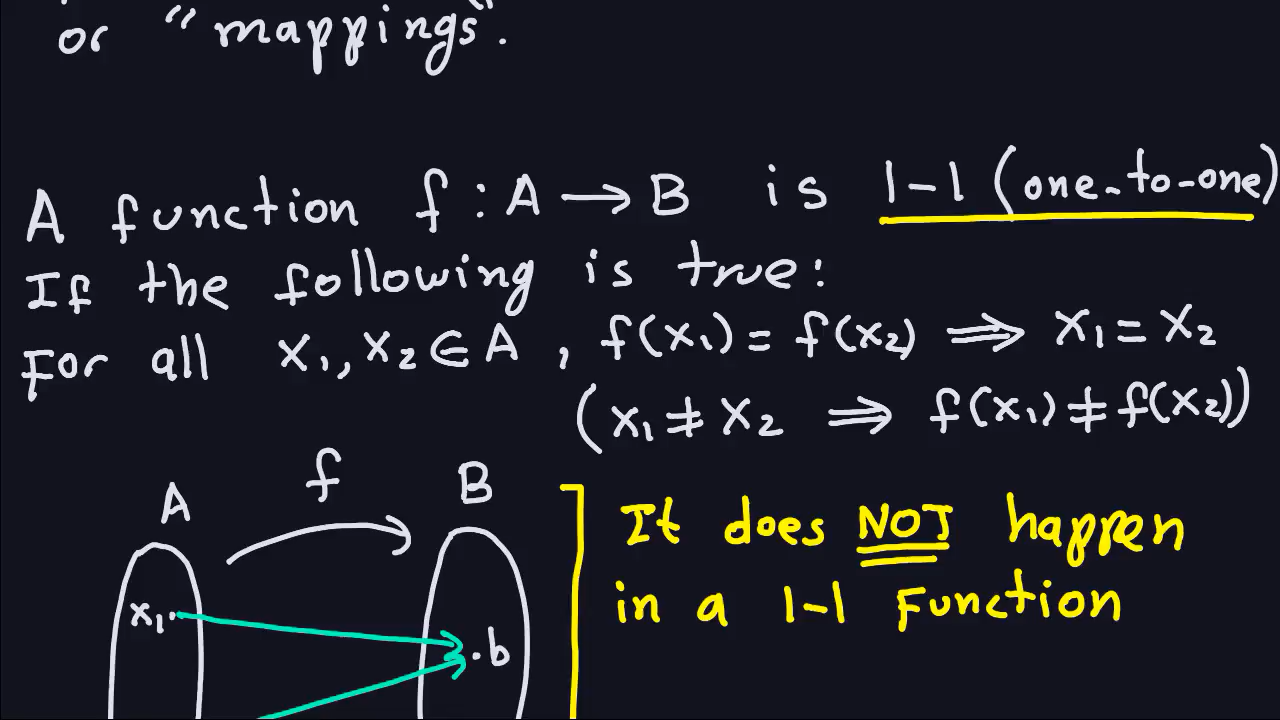 or "mappings".
A function f : A → B is 1-1 (one-to-one)
If the following is true:
For all x₁, x₂ ∈ A, f(x₁) = f(x₂) ⟹ x₁ = x₂
(x₁ ≠ x₂ ⟹ f(x₁) ≠ f(x₂))
A f B
It does NOT happen
in a 1-1 Function
x₁ . . b